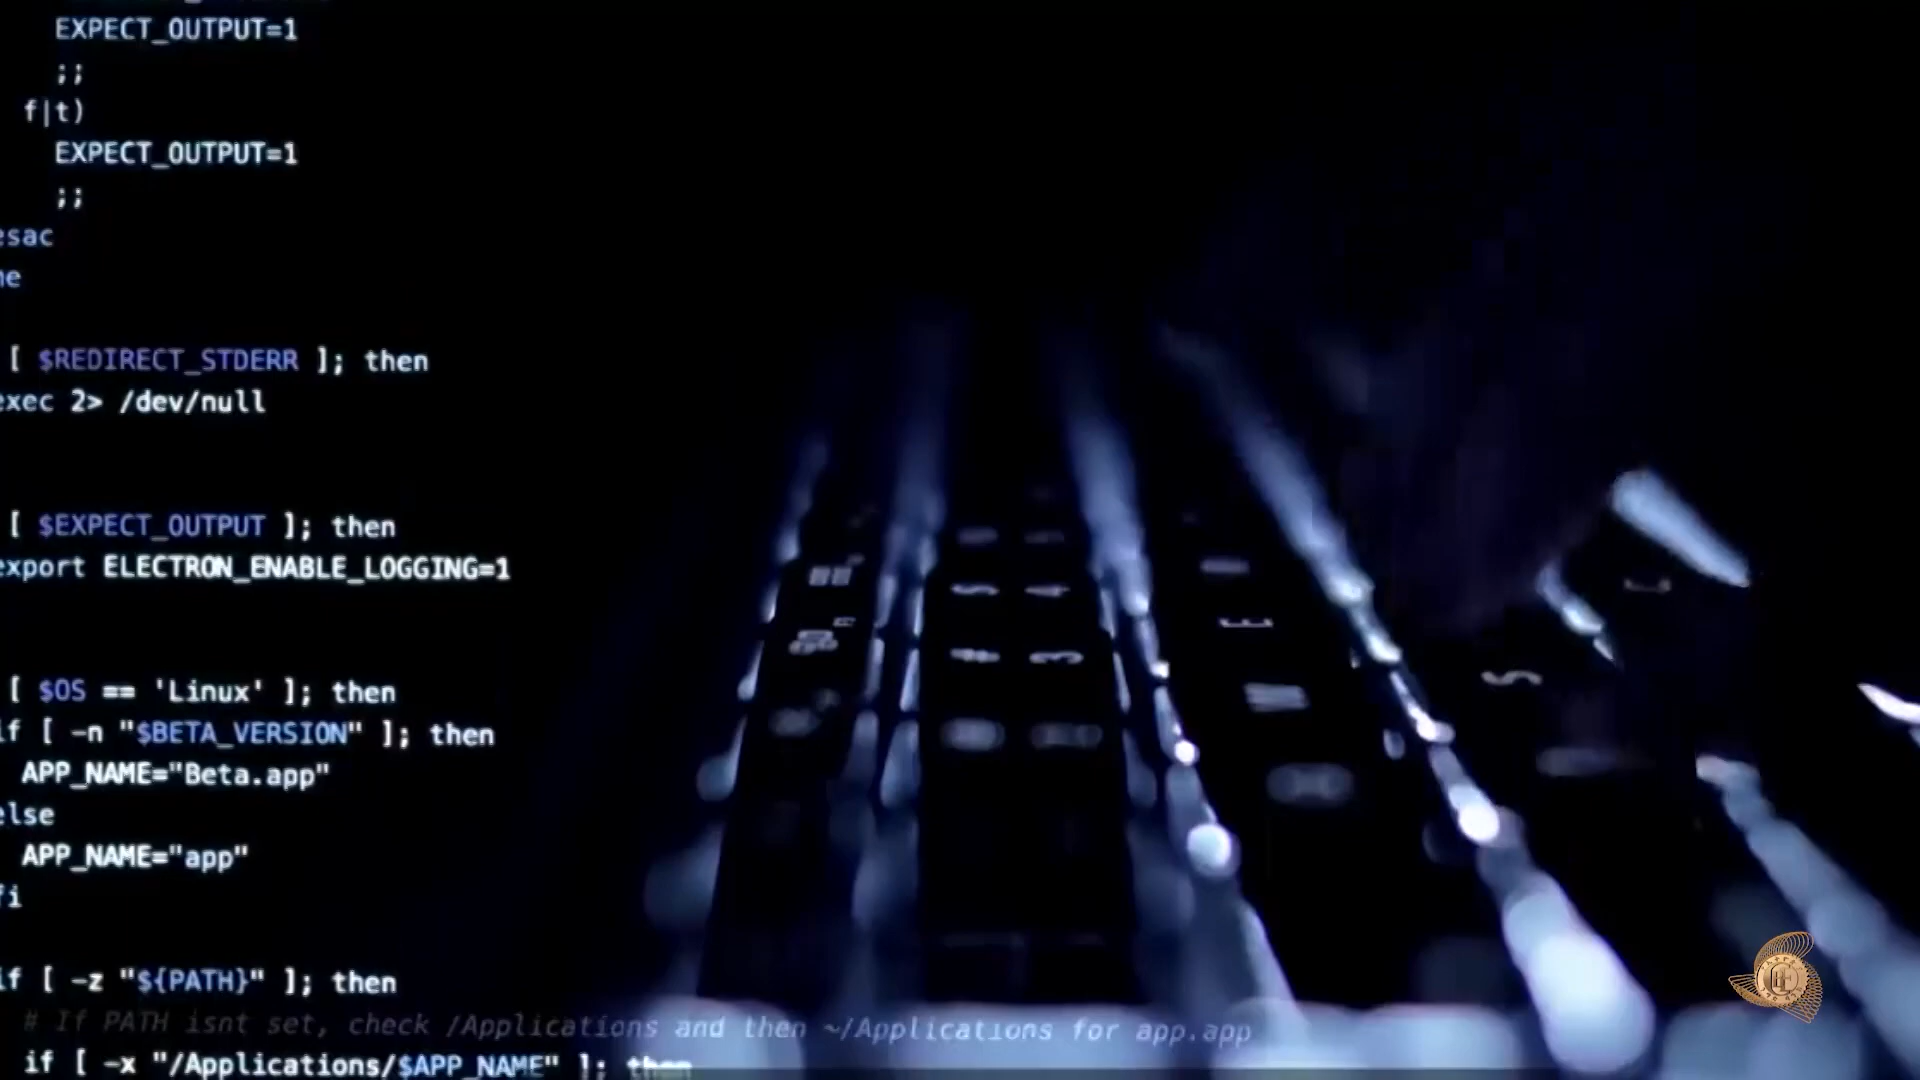 EXPECT_OUTPUT=1
;;
f|t)
EXPECT_OUTPUT=1
;;
esac
ne
[ $REDIRECT_STDERR ]; then
exec 2> /dev/null
[ $EXPECT_OUTPUT ]; then
export ELECTRON_ENABLE_LOGGING=1
[ $OS == 'Linux' ]; then
if [ -n "$BETA_VERSION" ]; then
APP_NAME="Beta.app"
else
APP_NAME="app"
fi
if [ -z "${PATH}" ]; then
# If PATH isnt set, check /Applications and then ~/Applications for app.app
if [ -x "/Applications/$APP_NAME" ]; then